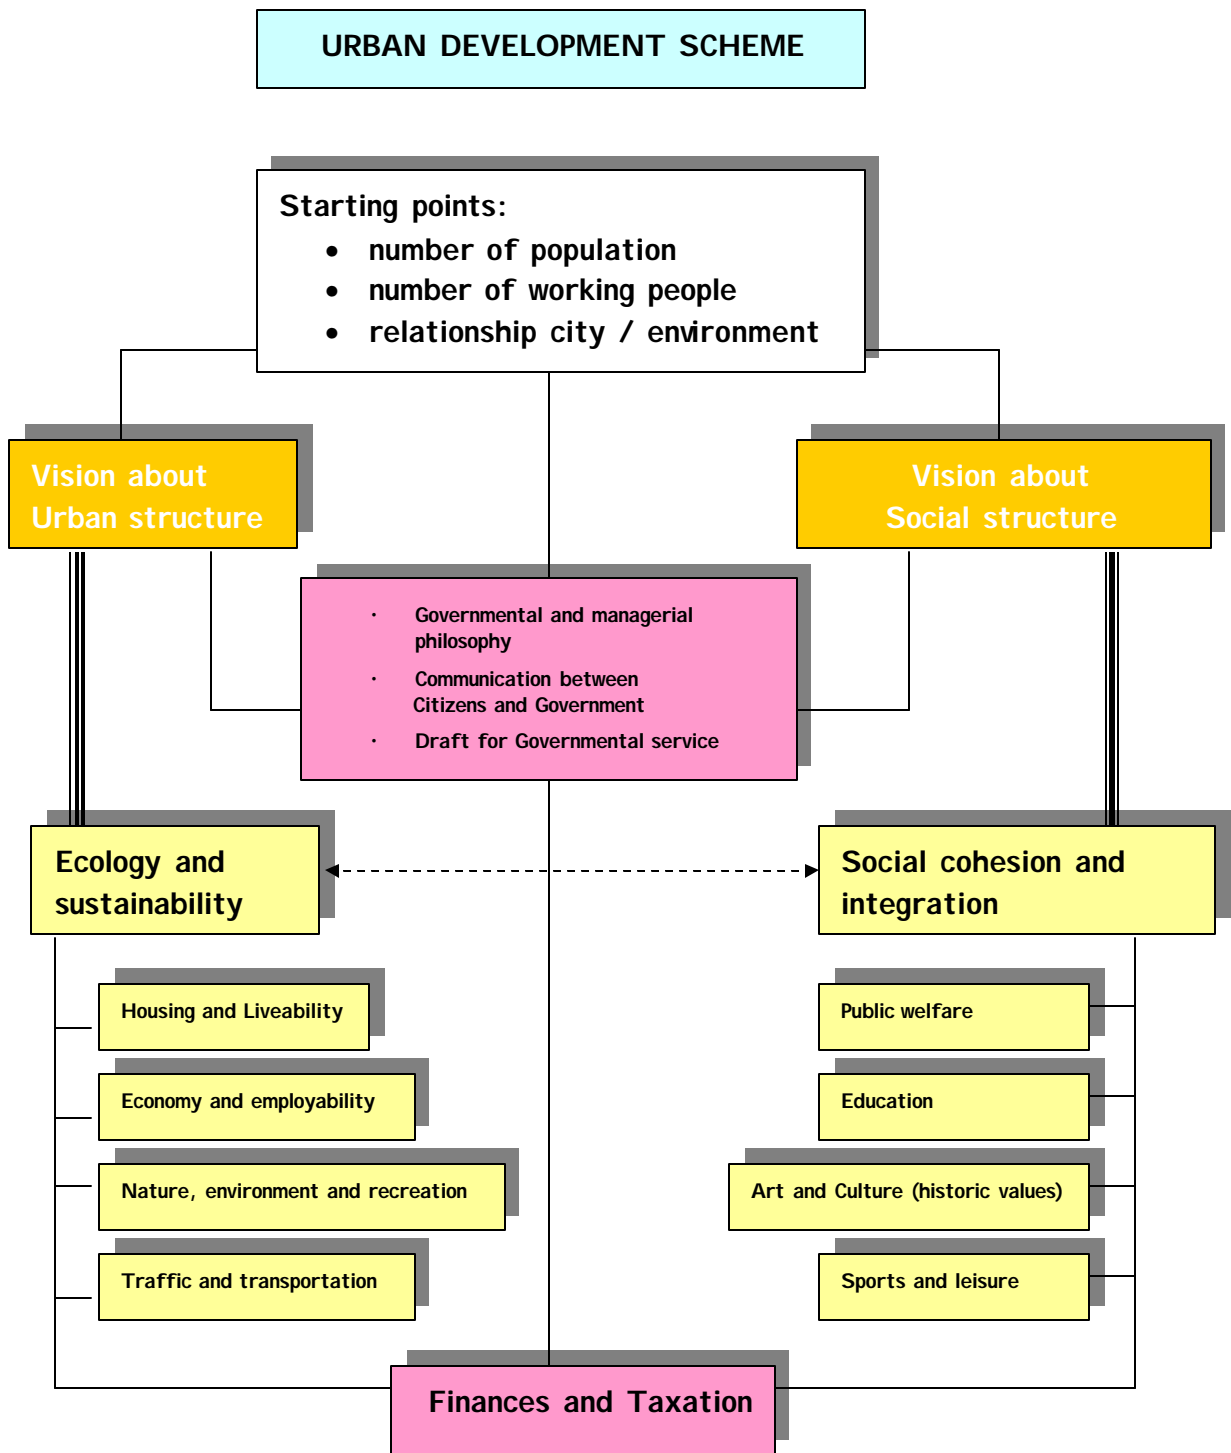 URBAN DEVELOPMENT SCHEME
Starting points:
• number of population
• number of working people
• relationship city / environment
Vision about
Urban structure
Vision about
Social structure
· Governmental and managerial
philosophy
· Communication between
Citizens and Government
· Draft for Governmental service
Ecology and
sustainability
Social cohesion and
integration
Housing and Liveability
Economy and employability
Nature, environment and recreation
Traffic and transportation
Public welfare
Education
Art and Culture (historic values)
Sports and leisure
Finances and Taxation